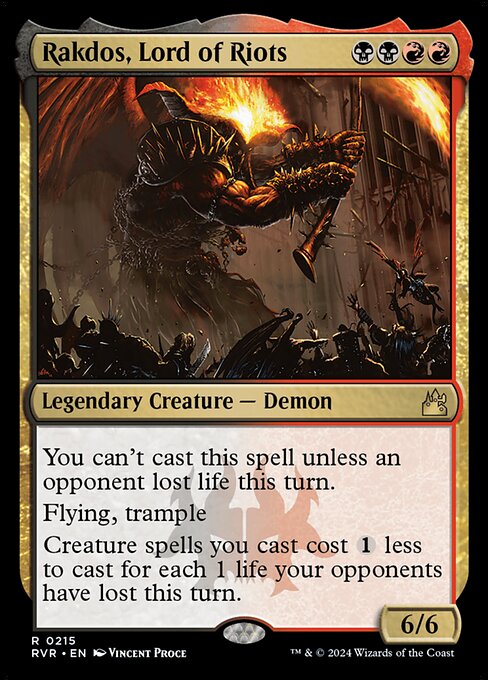 Rakdos, Lord of Riots
Legendary Creature — Demon
You can't cast this spell unless an
opponent lost life this turn.
Flying, trample
Creature spells you cast cost 1 less
to cast for each 1 life your opponents
have lost this turn.
6/6
R 0215
RVR • EN Vincent Proce
™ & © 2024 Wizards of the Coast